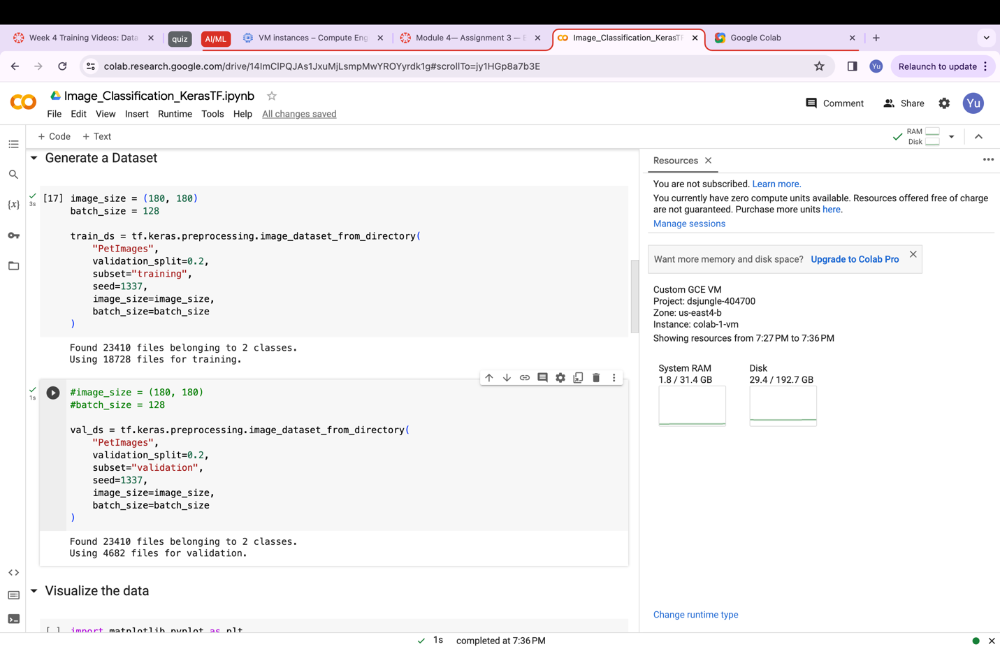 Week 4 Training Videos: Data
quiz
AI/ML
VM instances – Compute Eng
Module 4— Assignment 3 — E
Image_Classification_KerasTF
Google Colab
colab.research.google.com/drive/14ImClPQJAs1JxuMjLsmpMwYROYyrdk1g#scrollTo=jy1HGp8a7b3E
Yu
Relaunch to update
Image_Classification_KerasTF.ipynb
Comment
Share
Yu
File Edit View Insert Runtime Tools Help All changes saved
+ Code + Text
RAM
Disk
Generate a Dataset
3s
[17] image_size = (180, 180)
batch_size = 128
train_ds = tf.keras.preprocessing.image_dataset_from_directory(
"PetImages",
validation_split=0.2,
subset="training",
seed=1337,
image_size=image_size,
batch_size=batch_size
)
Found 23410 files belonging to 2 classes.
Using 18728 files for training.
1s
#image_size = (180, 180)
#batch_size = 128
val_ds = tf.keras.preprocessing.image_dataset_from_directory(
"PetImages",
validation_split=0.2,
subset="validation",
seed=1337,
image_size=image_size,
batch_size=batch_size
)
Found 23410 files belonging to 2 classes.
Using 4682 files for validation.
Visualize the data
[ ] import matplotlib.pyplot as plt
Resources
You are not subscribed. Learn more.
You currently have zero compute units available. Resources offered free of charge
are not guaranteed. Purchase more units here.
Manage sessions
Want more memory and disk space? Upgrade to Colab Pro
Custom GCE VM
Project: dsjungle-404700
Zone: us-east4-b
Instance: colab-1-vm
Showing resources from 7:27 PM to 7:36 PM
System RAM
1.8 / 31.4 GB
Disk
29.4 / 192.7 GB
Change runtime type
1s completed at 7:36 PM